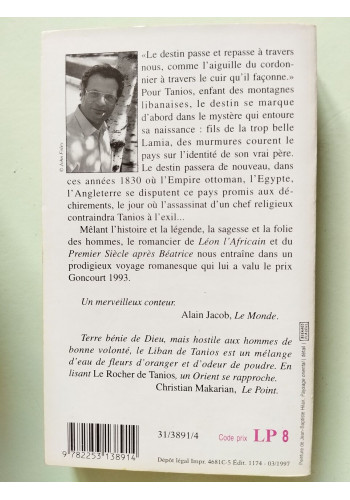 «Le destin passe et repasse à travers
nous, comme l'aiguille du cordon-
nier à travers le cuir qu'il façonne.»
Pour Tanios, enfant des montagnes
libanaises, le destin se marque
d'abord dans le mystère qui entoure
sa naissance : fils de la trop belle
Lamia, des murmures courent le
pays sur l'identité de son vrai père.
Le destin passera de nouveau, dans
ces années 1830 où l'Empire ottoman, l'Egypte,
l'Angleterre se disputent ce pays promis aux dé-
chirements, le jour où l'assassinat d'un chef religieux
contraindra Tanios à l'exil...
Mêlant l'histoire et la légende, la sagesse et la folie
des hommes, le romancier de Léon l'Africain et du
Premier Siècle après Béatrice nous entraîne dans un
prodigieux voyage romanesque qui lui a valu le prix
Goncourt 1993.
Un merveilleux conteur.
Alain Jacob, Le Monde.
Terre bénie de Dieu, mais hostile aux hommes de
bonne volonté, le Liban de Tanios est un mélange
d'eau de fleurs d'oranger et d'odeur de poudre. En
lisant Le Rocher de Tanios, un Orient se rapproche.
Christian Makarian, Le Point.
31/3891/4
Code prix LP 8
9 782253 138914
Dépôt légal Impr. 4681C-5 Edit. 1174 - 03/1997